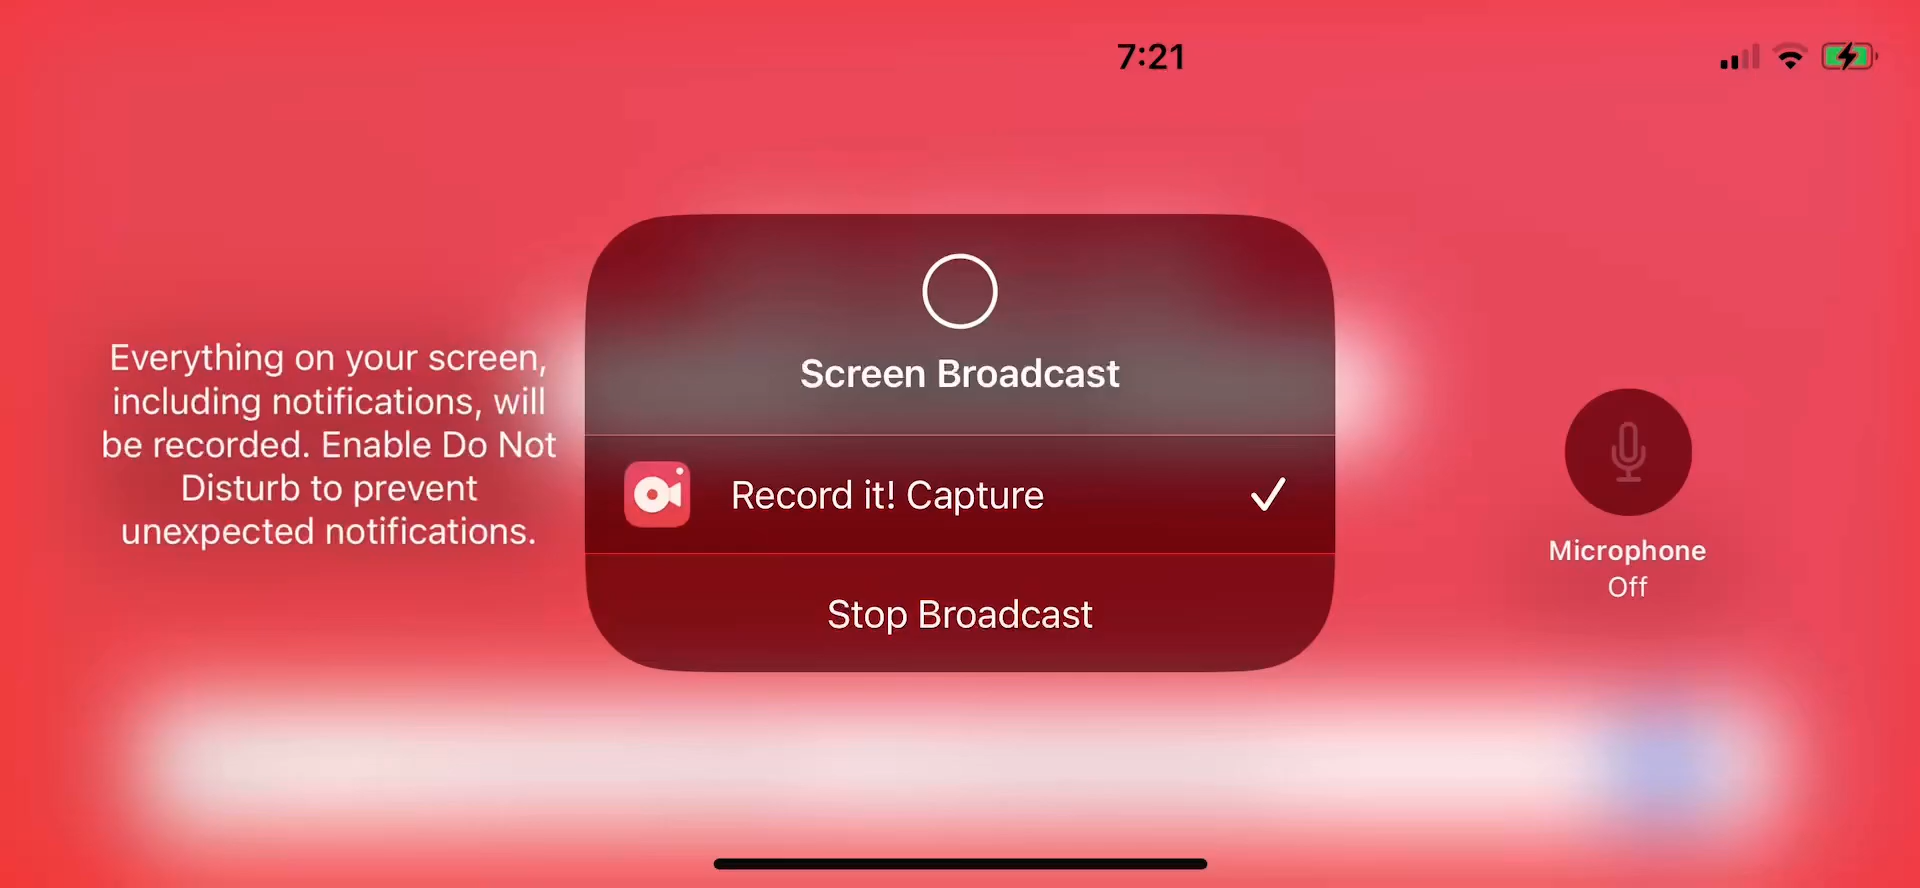 7:21
Everything on your screen,
including notifications, will
be recorded. Enable Do Not
Disturb to prevent
unexpected notifications.
Screen Broadcast
Record it! Capture
Stop Broadcast
Microphone
Off